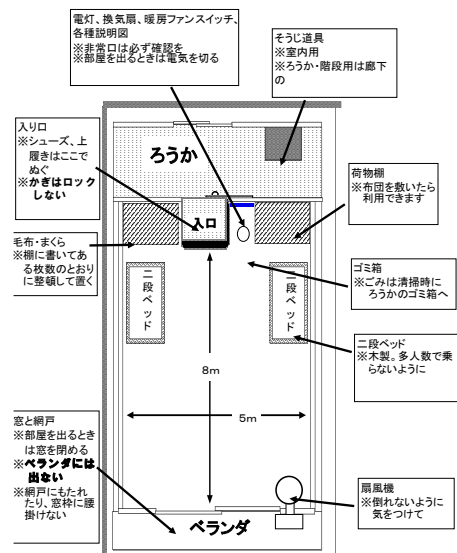 電灯、換気扇、暖房ファンスイッチ、
各種説明図
※非常口は必ず確認を
※部屋を出るときは電気を切る
そうじ道具
※室内用
※ろうか・階段用は廊下
の
入り口
※シューズ、上
履きはここで
ぬぐ
※かぎはロック
しない
ろうか
荷物棚
※布団を敷いたら
利用できます
入口
毛布・まくら
※棚に書いてあ
る枚数のとおり
に整頓して置く
ゴミ箱
※ごみは清掃時に
ろうかのゴミ箱へ
二段ベッド
二段ベッド
二段ベッド
※木製。多人数で乗
らないように
8m
5m
窓と網戸
※部屋を出るとき
は窓を閉める
※ベランダには
出ない
※網戸にもたれ
たり、窓枠に腰
掛けない
扇風機
※倒れないように
気をつけて
ベランダ